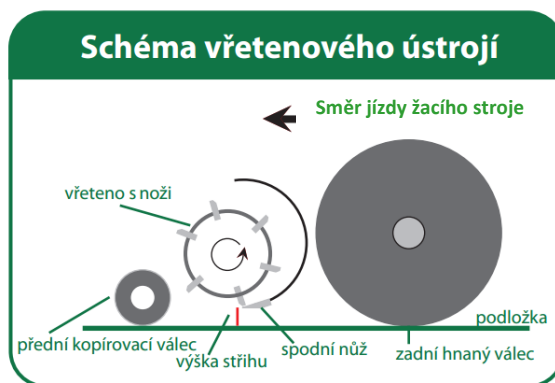 Schéma vřetenového ústrojí
Směr jízdy žacího stroje
vřeteno s noži
podložka
přední kopírovací válec
výška střihu
spodní nůž
zadní hnaný válec